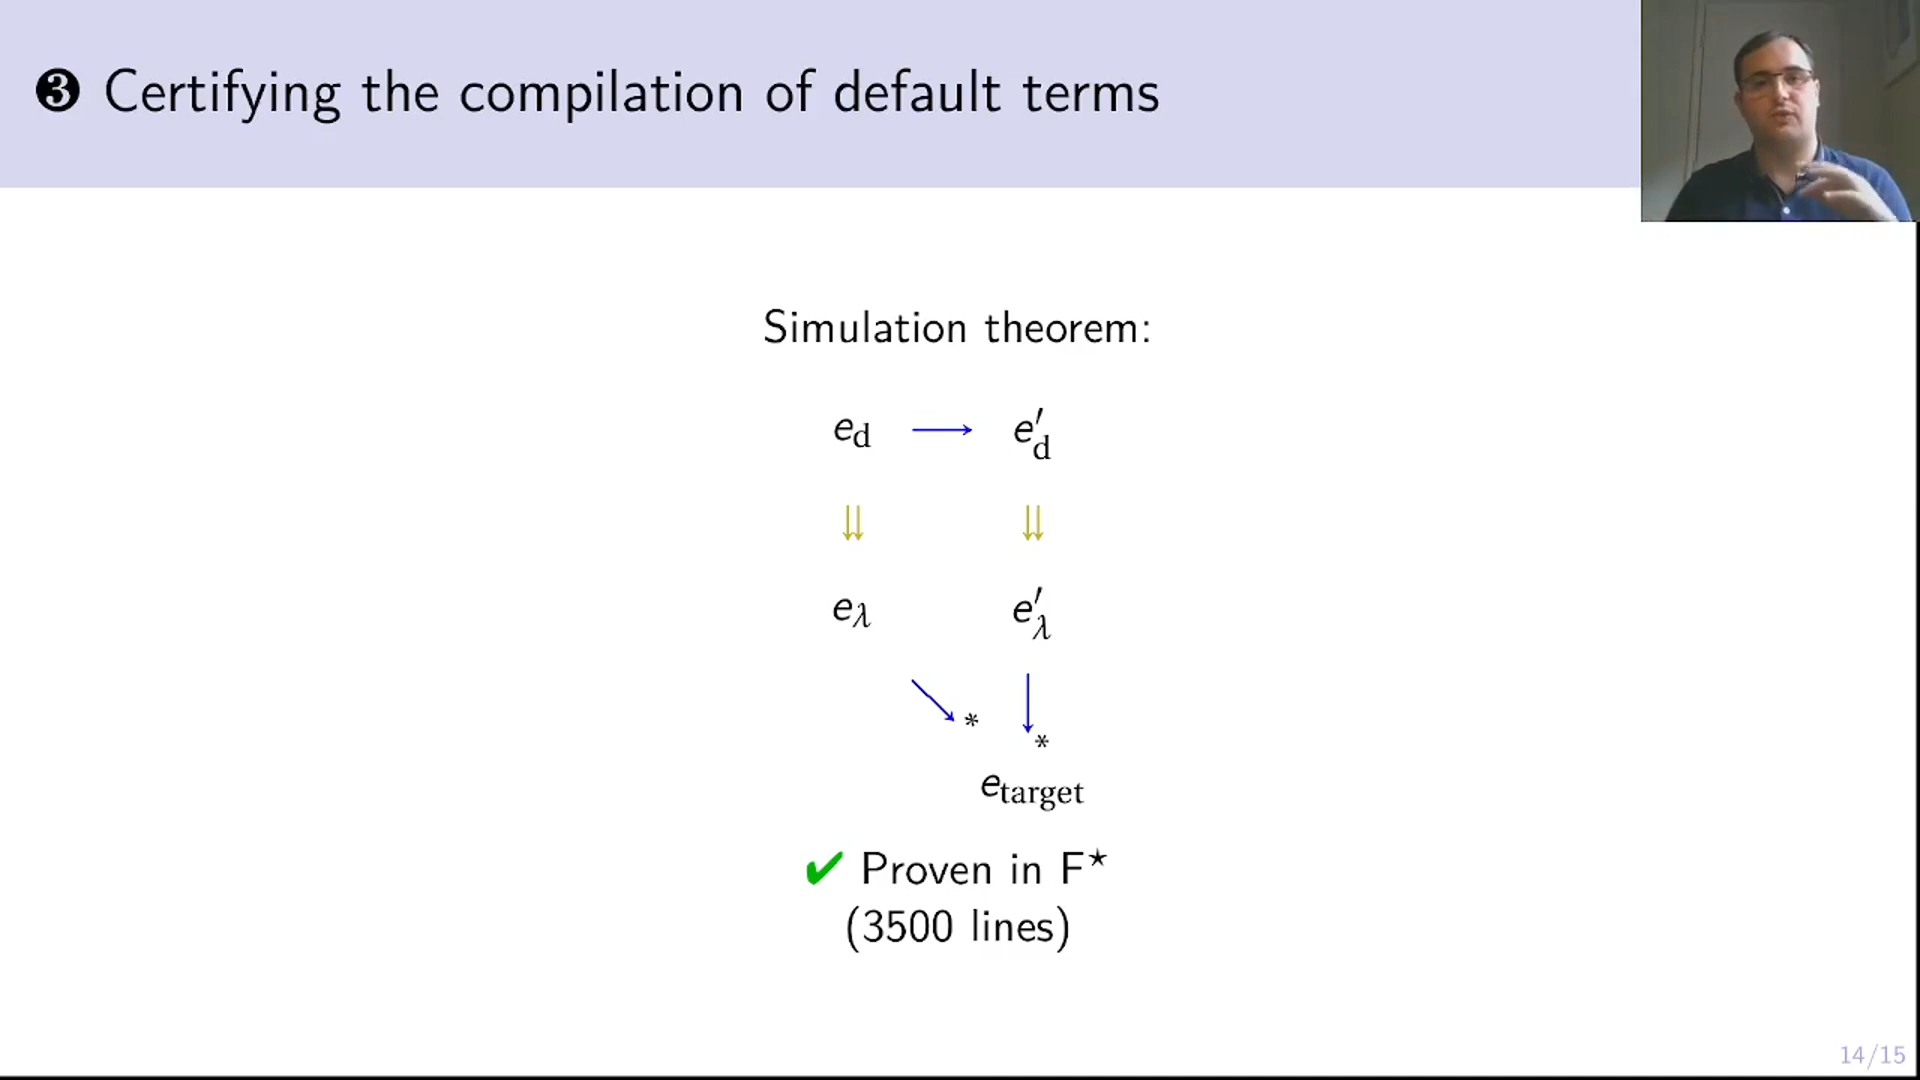 ❸ Certifying the compilation of default terms
Simulation theorem:
e_d ⟶ e′_d
⇊ ⇊
e_λ e′_λ
↘* ↓*
e_target
✔ Proven in F⋆
(3500 lines)
14/15